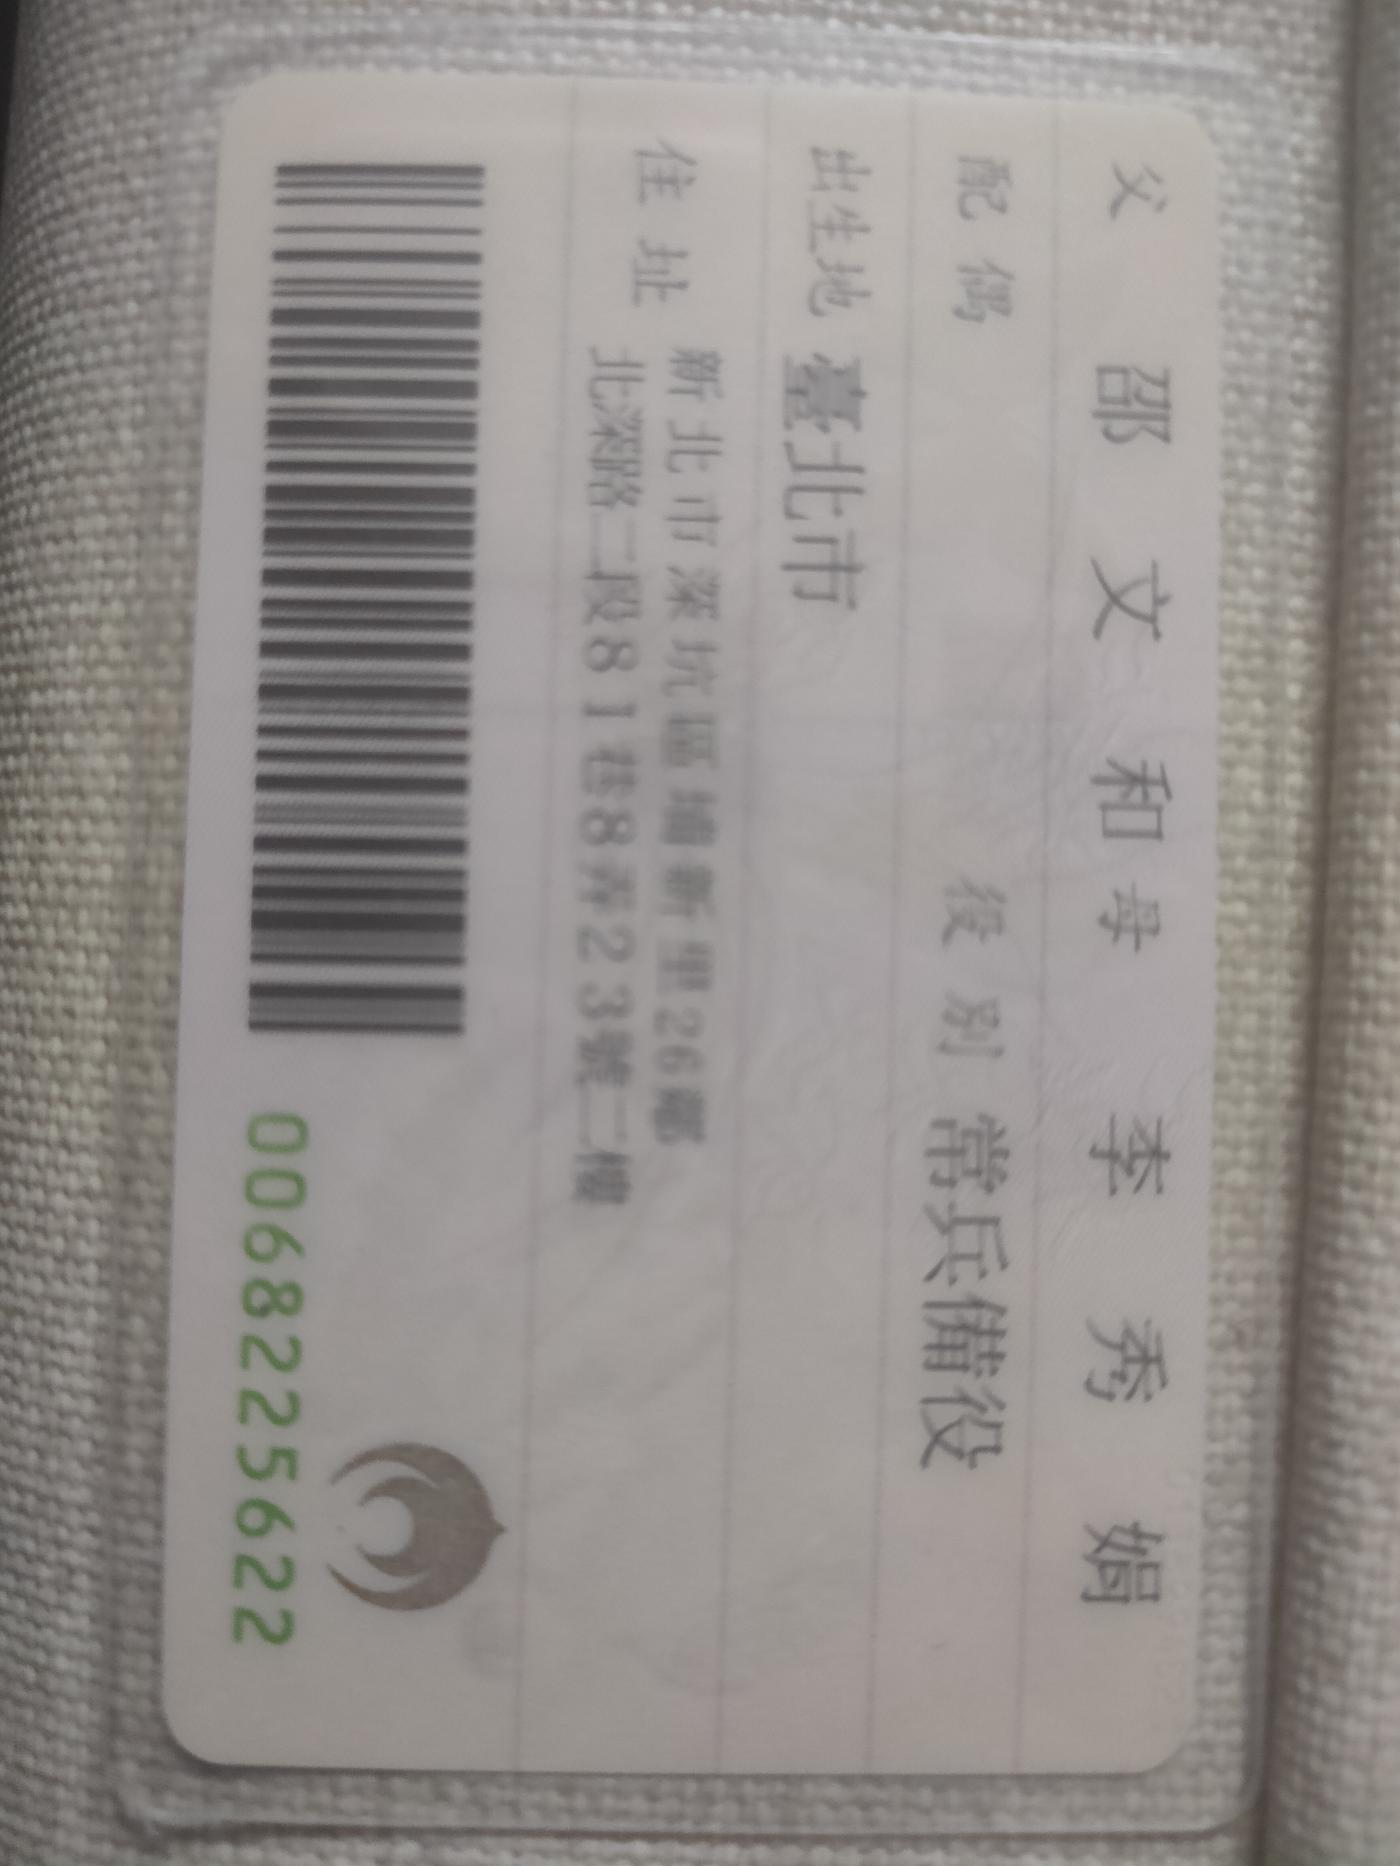 父 邵文和 母 李秀娟
配偶 役別 常兵備役
出生地 臺北市
住址 新北市深坑區埔新里26鄰
北深路二段81巷8弄23號二樓
0068225622